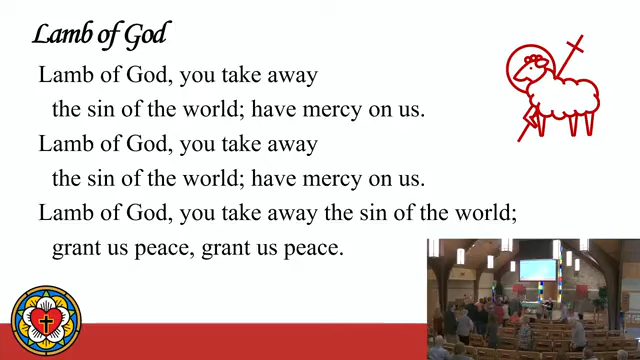 Lamb of God
Lamb of God, you take away
the sin of the world; have mercy on us.
Lamb of God, you take away
the sin of the world; have mercy on us.
Lamb of God, you take away the sin of the world;
grant us peace, grant us peace.